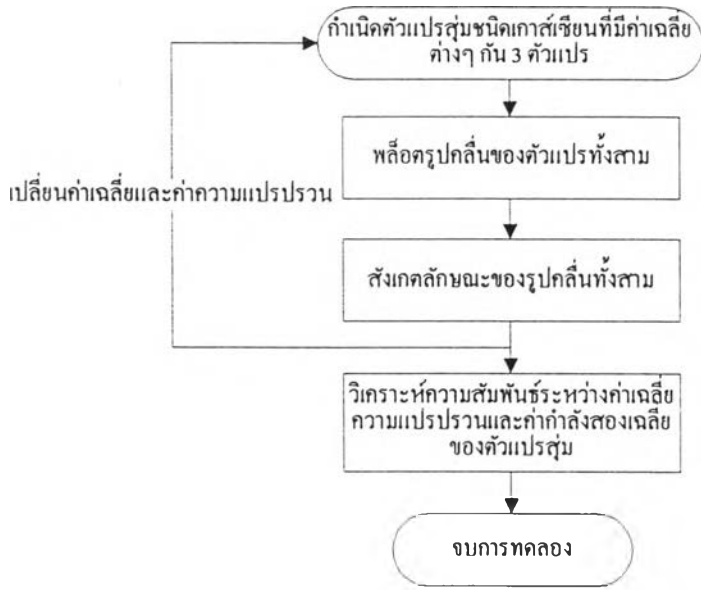 กำเนิดตัวแปรสุ่มชนิดเกาส์เซียนที่มีค่าเฉลี่ย
ต่างๆ กัน 3 ตัวแปร
พล็อตรูปคลื่นของตัวแปรทั้งสาม
เปลี่ยนค่าเฉลี่ยและค่าความแปรปรวน
สังเกตลักษณะของรูปคลื่นทั้งสาม
วิเคราะห์ความสัมพันธ์ระหว่างค่าเฉลี่ย
ความแปรปรวนและค่ากำลังสองเฉลี่ย
ของตัวแปรสุ่ม
จบการทดลอง